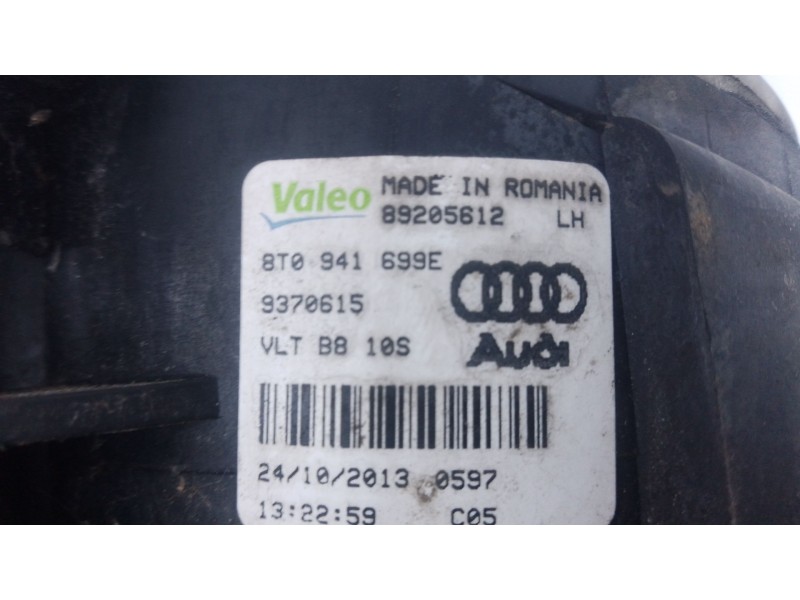 Valeo MADE IN ROMANIA
89205612 LH
8T0 941 699E
9370615
VLT B8 10S
Audi
24/10/2013 0597
13:22:59 C05